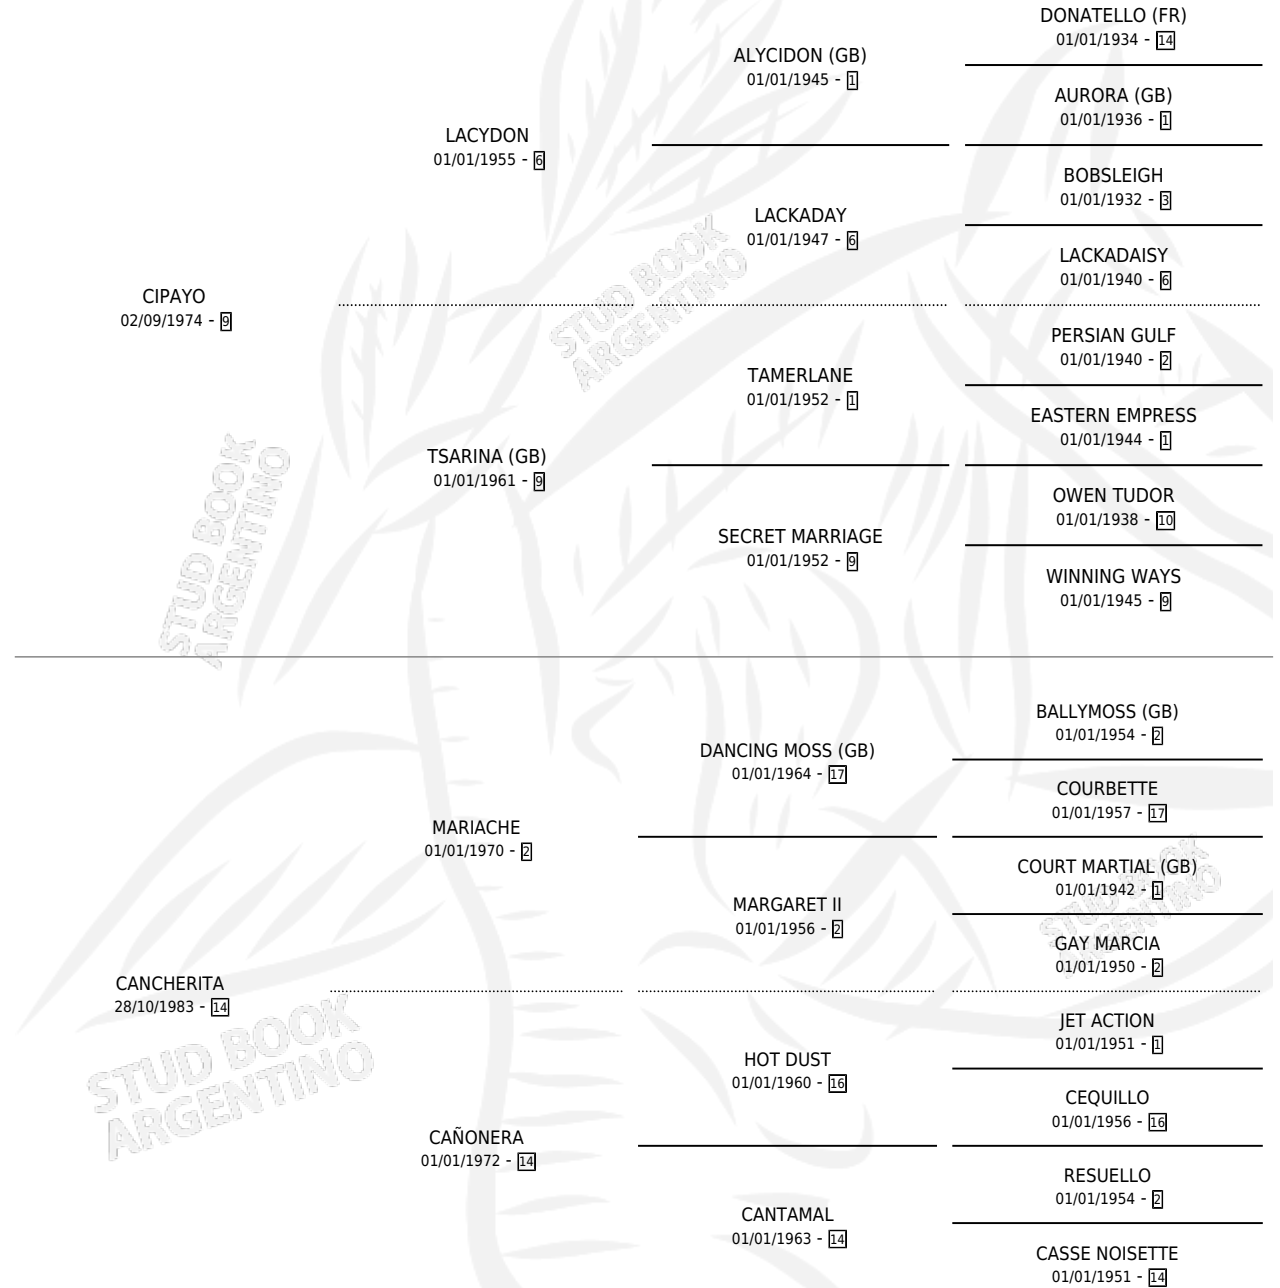 DONATELLO (FR)
01/01/1934 - 14
ALYCIDON (GB)
01/01/1945 - 1
AURORA (GB)
01/01/1936 - 1
LACYDON
01/01/1955 - 6
BOBSLEIGH
01/01/1932 - 3
LACKADAY
01/01/1947 - 6
LACKADAISY
01/01/1940 - 6
CIPAYO
02/09/1974 - 9
PERSIAN GULF
01/01/1940 - 2
TAMERLANE
01/01/1952 - 1
EASTERN EMPRESS
01/01/1944 - 1
TSARINA (GB)
01/01/1961 - 9
OWEN TUDOR
01/01/1938 - 10
SECRET MARRIAGE
01/01/1952 - 9
WINNING WAYS
01/01/1945 - 9
BALLYMOSS (GB)
01/01/1954 - 2
DANCING MOSS (GB)
01/01/1964 - 17
COURBETTE
01/01/1957 - 17
MARIACHE
01/01/1970 - 2
COURT MARTIAL (GB)
01/01/1942 - 1
MARGARET II
01/01/1956 - 2
GAY MARCIA
01/01/1950 - 2
CANCHERITA
28/10/1983 - 14
JET ACTION
01/01/1951 - 1
HOT DUST
01/01/1960 - 16
CEQUILLO
01/01/1956 - 16
CAÑONERA
01/01/1972 - 14
RESUELLO
01/01/1954 - 2
CANTAMAL
01/01/1963 - 14
CASSE NOISETTE
01/01/1951 - 14
STUD BOOK
ARGENTINO
STUD BOOK
ARGENTINO
STUD BOOK
ARGENTINO
STUD BOOK
ARGENTINO